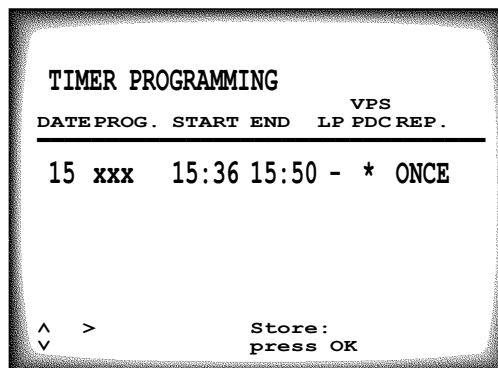 TIMER PROGRAMMING
VPS
DATE PROG. START END LP PDC REP.
15 xxx 15:36 15:50 - * ONCE
^ > Store:
v press OK